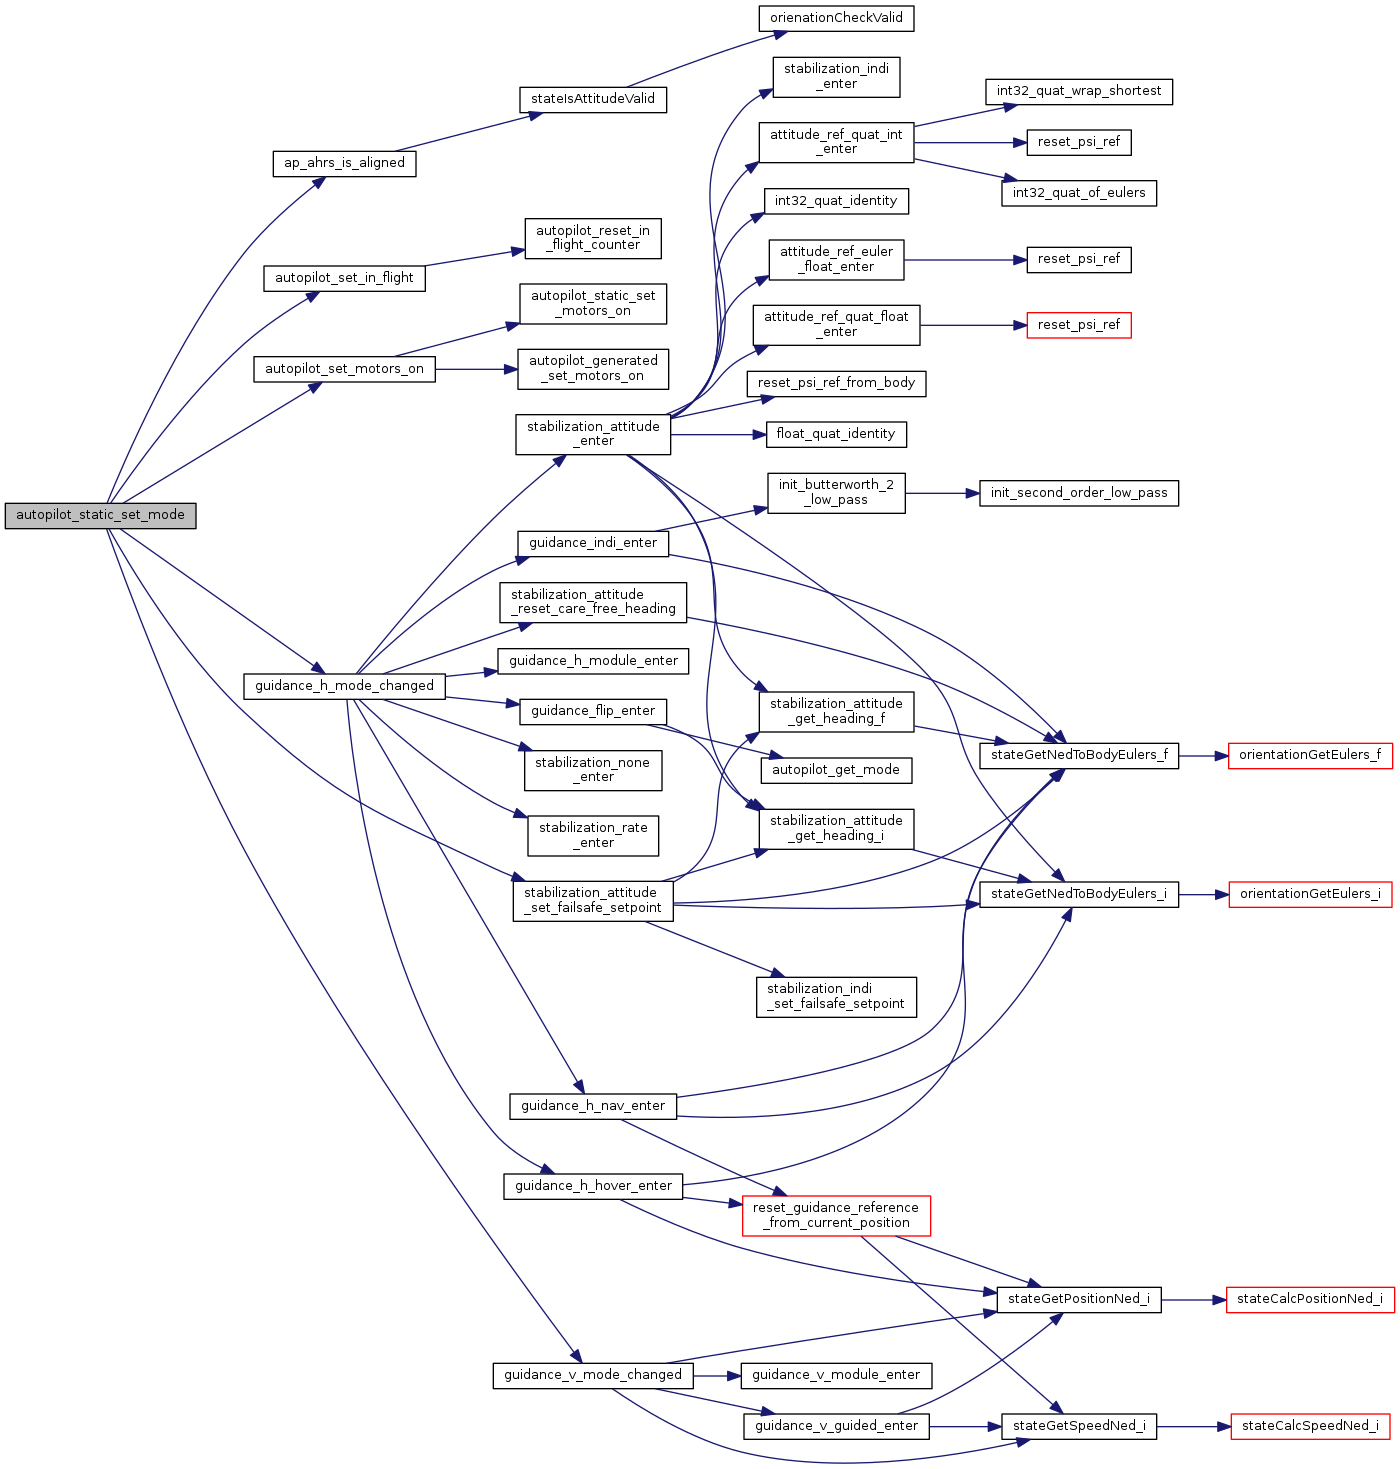 orienationCheckValid
stabilization_indi
_enter
stateIsAttitudeValid
int32_quat_wrap_shortest
attitude_ref_quat_int
_enter
reset_psi_ref
ap_ahrs_is_aligned
int32_quat_of_eulers
int32_quat_identity
autopilot_reset_in
_flight_counter
attitude_ref_euler
_float_enter
reset_psi_ref
autopilot_set_in_flight
autopilot_static_set
_motors_on
attitude_ref_quat_float
_enter
reset_psi_ref
autopilot_set_motors_on
autopilot_generated
_set_motors_on
reset_psi_ref_from_body
stabilization_attitude
_enter
float_quat_identity
init_butterworth_2
_low_pass
init_second_order_low_pass
autopilot_static_set_mode
guidance_indi_enter
stabilization_attitude
_reset_care_free_heading
guidance_h_module_enter
guidance_h_mode_changed
guidance_flip_enter
stabilization_attitude
_get_heading_f
stateGetNedToBodyEulers_f
orientationGetEulers_f
stabilization_none
_enter
autopilot_get_mode
stabilization_rate
_enter
stabilization_attitude
_get_heading_i
stabilization_attitude
_set_failsafe_setpoint
stateGetNedToBodyEulers_i
orientationGetEulers_i
stabilization_indi
_set_failsafe_setpoint
guidance_h_nav_enter
guidance_h_hover_enter
reset_guidance_reference
_from_current_position
stateGetPositionNed_i
stateCalcPositionNed_i
guidance_v_mode_changed
guidance_v_module_enter
guidance_v_guided_enter
stateGetSpeedNed_i
stateCalcSpeedNed_i